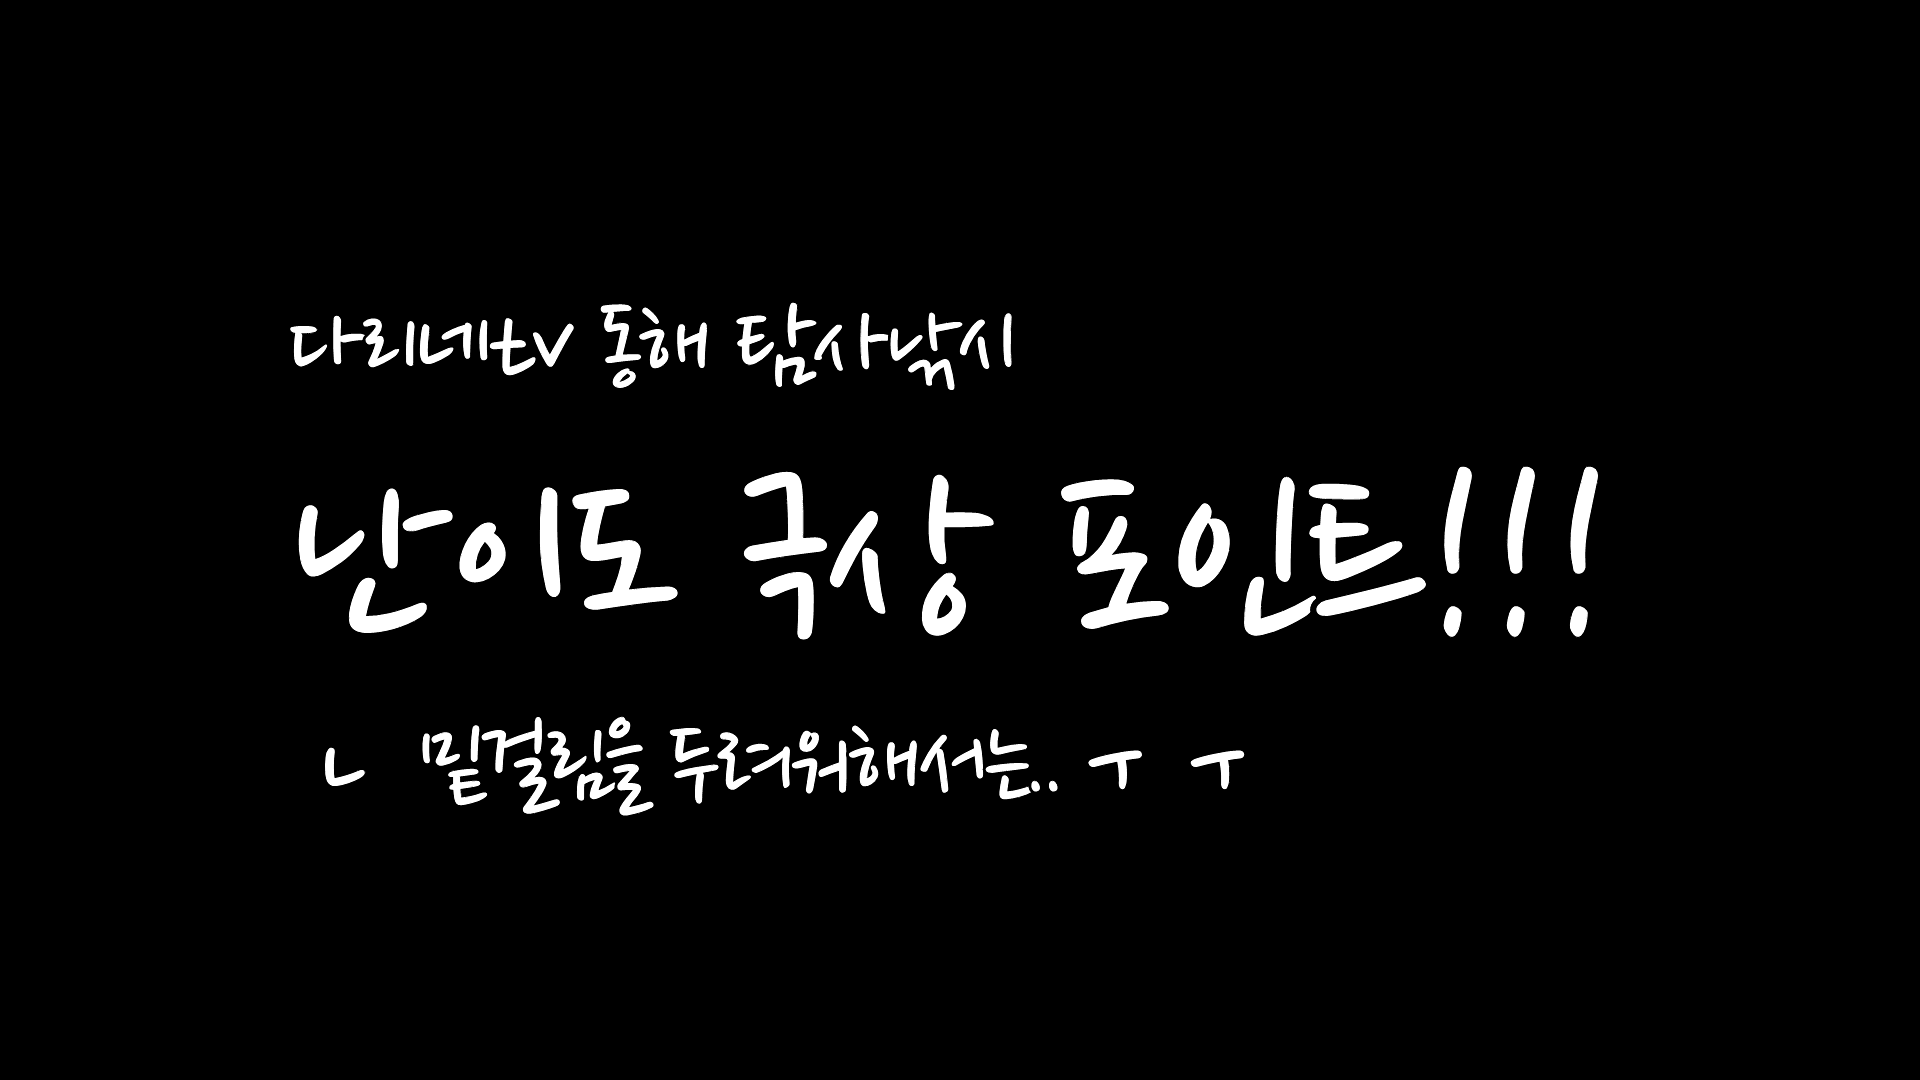 다리네tv 동해 탐사낚시
난이도 극상 포인트!!!
ㄴ 밑걸림을 두려워해서는.. ㅜ ㅜ